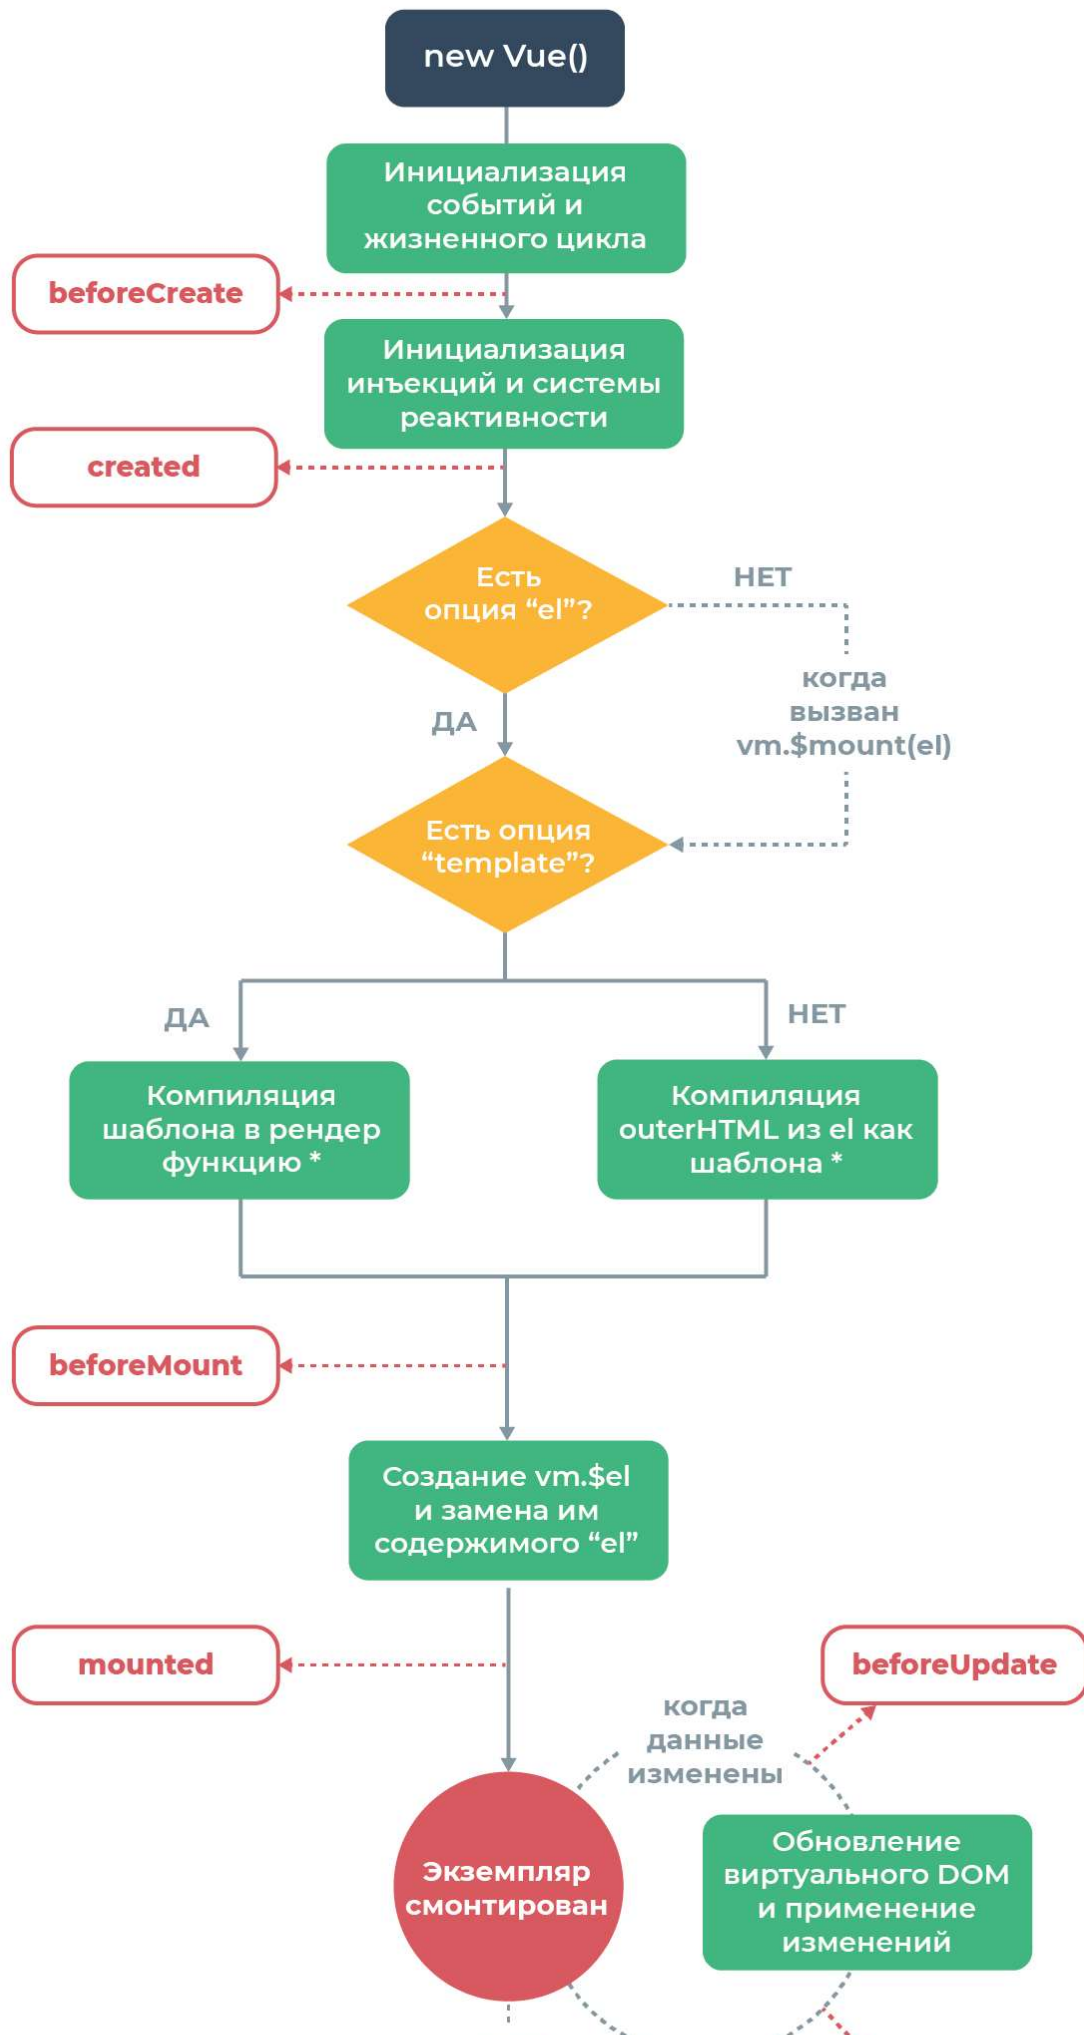 new Vue()
Инициализация
событий и
жизненного цикла
beforeCreate
Инициализация
инъекций и системы
реактивности
created
Есть
опция “el”?
НЕТ
когда
вызван
vm.$mount(el)
ДА
Есть опция
“template”?
ДА
НЕТ
Компиляция
шаблона в рендер
функцию *
Компиляция
outerHTML из el как
шаблона *
beforeMount
Создание vm.$el
и замена им
содержимого “el”
mounted
beforeUpdate
когда
данные
изменены
Экземпляр
смонтирован
Обновление
виртуального DOM
и применение
изменений